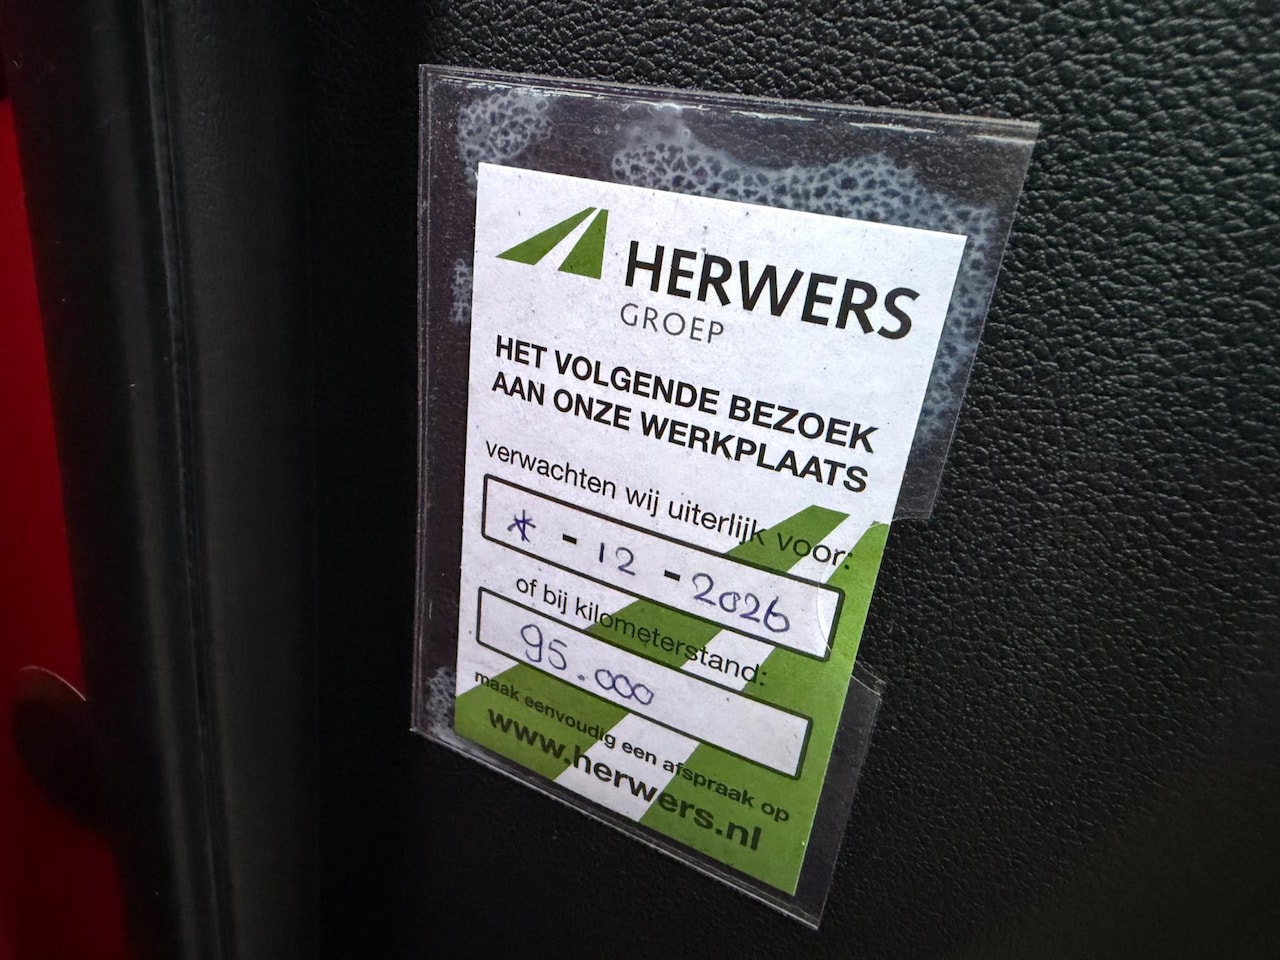 HERWERS
GROEP
HET VOLGENDE BEZOEK
AAN ONZE WERKPLAATS
verwachten wij uiterlijk voor:
* - 12 - 2026
of bij kilometerstand:
95.000
maak eenvoudig een afspraak op
www.herwers.nl